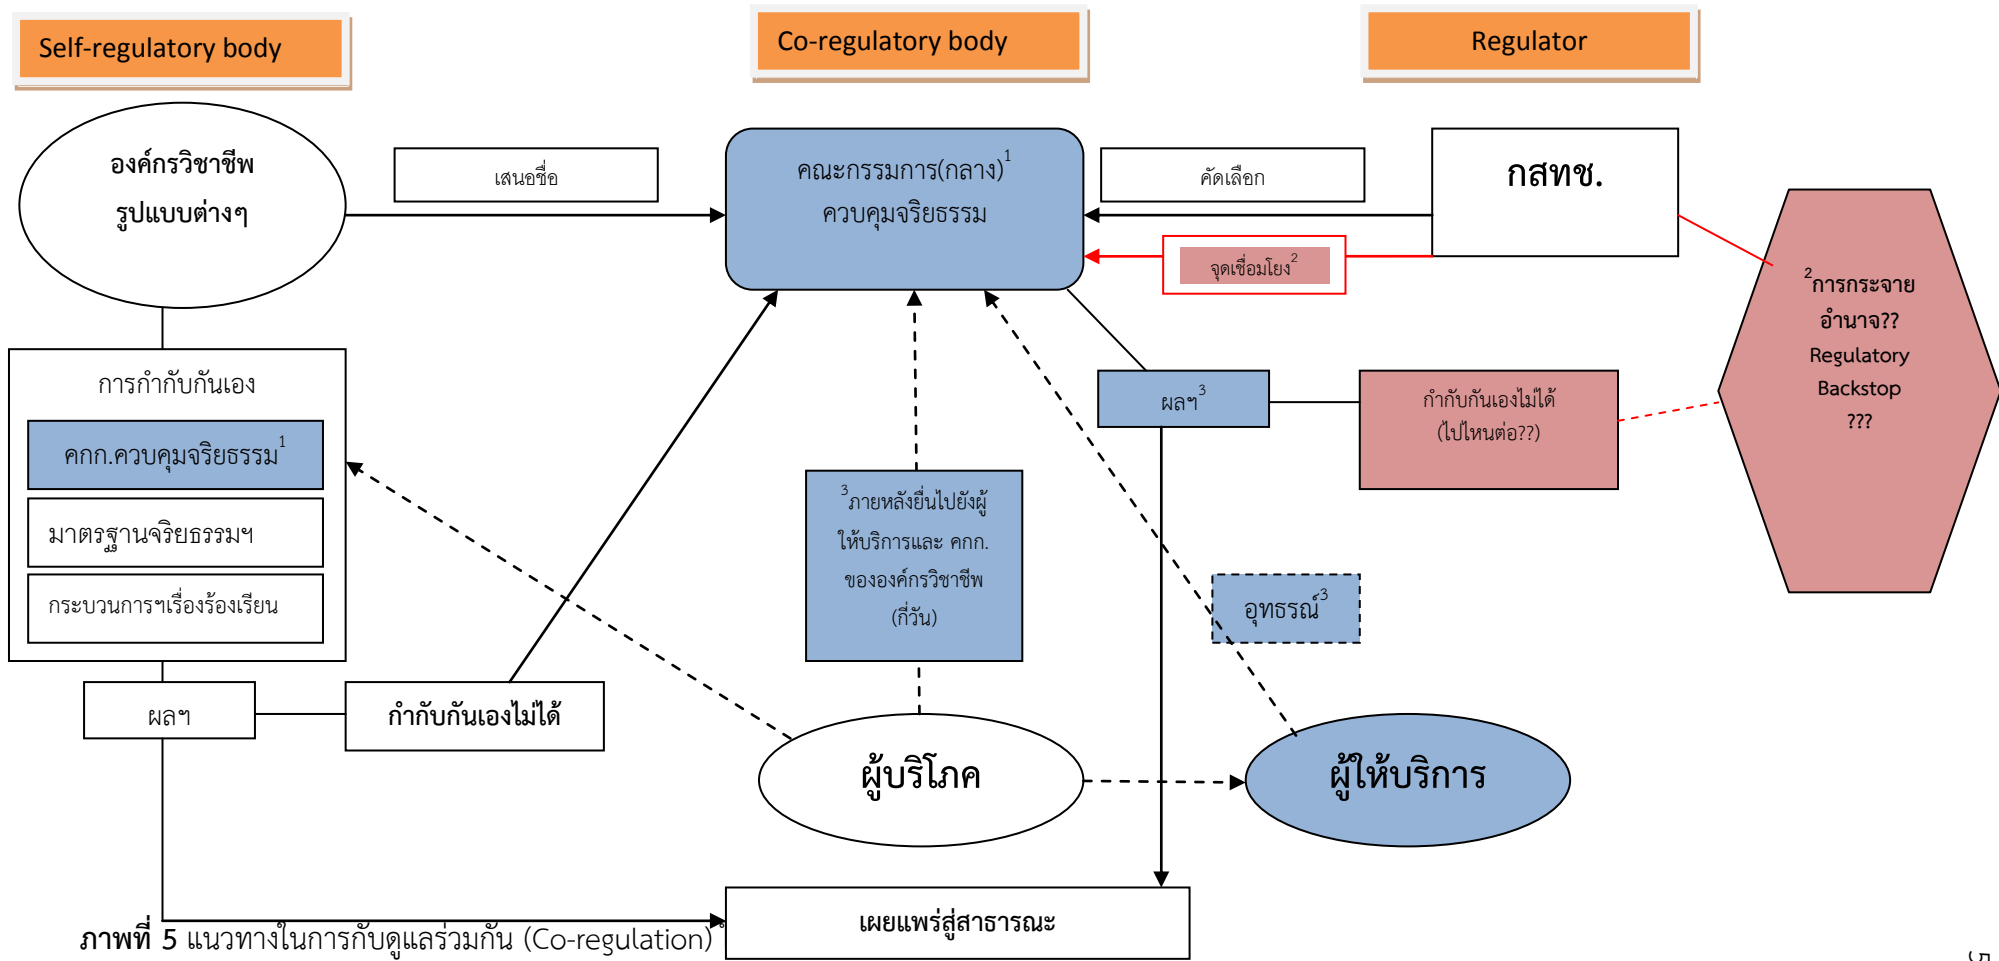 Self-regulatory body
Co-regulatory body
Regulator
องค์กรวิชาชีพ
รูปแบบต่างๆ
เสนอชื่อ
คณะกรรมการ(กลาง)1
ควบคุมจริยธรรม
คัดเลือก
กสทช.
จุดเชื่อมโยง2
2การกระจาย
อำนาจ??
Regulatory
Backstop
???
การกำกับกันเอง
คกก.ควบคุมจริยธรรม1
มาตรฐานจริยธรรมฯ
กระบวนการฯเรื่องร้องเรียน
ผลฯ3
กำกับกันเองไม่ได้
(ไปไหนต่อ??)
3ภายหลังยื่นไปยังผู้
ให้บริการและ คกก.
ขององค์กรวิชาชีพ
(กี่วัน)
อุทธรณ์3
ผลฯ
กำกับกันเองไม่ได้
ผู้บริโภค
ผู้ให้บริการ
เผยแพร่สู่สาธารณะ
ภาพที่ 5 แนวทางในการกับดูแลร่วมกัน (Co-regulation)